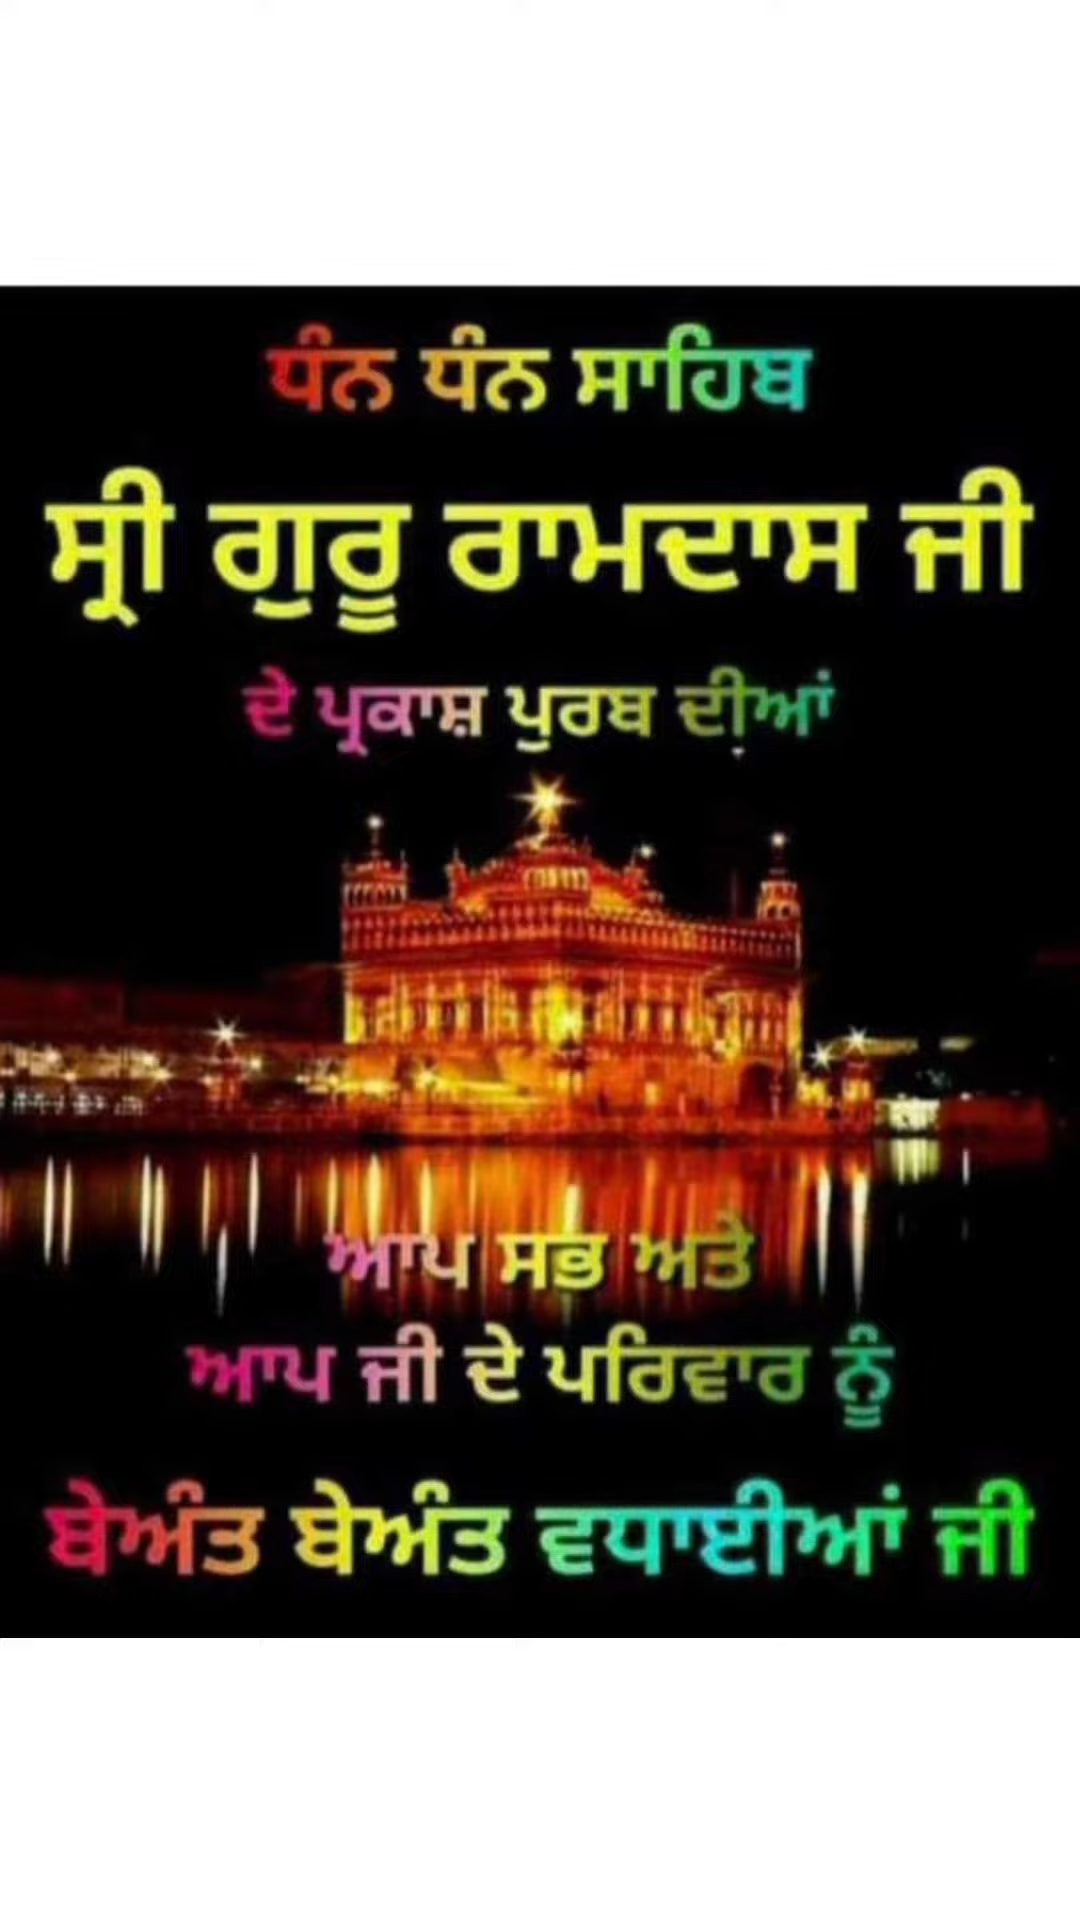 ਧੰਨ ਧੰਨ ਸਾਹਿਬ
ਸ੍ਰੀ ਗੁਰੂ ਰਾਮਦਾਸ ਜੀ
ਦੇ ਪ੍ਰਕਾਸ਼ ਪੁਰਬ ਦੀਆਂ
ਆਪ ਸਭ ਅਤੇ
ਆਪ ਜੀ ਦੇ ਪਰਿਵਾਰ ਨੂੰ
ਬੇਅੰਤ ਬੇਅੰਤ ਵਧਾਈਆਂ ਜੀ